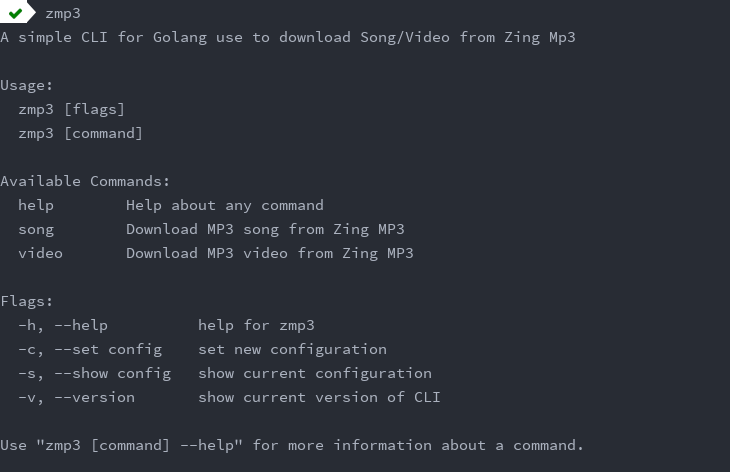 zmp3
A simple CLI for Golang use to download Song/Video from Zing Mp3
Usage:
zmp3 [flags]
zmp3 [command]
Available Commands:
help Help about any command
song Download MP3 song from Zing MP3
video Download MP3 video from Zing MP3
Flags:
-h, --help help for zmp3
-c, --set config set new configuration
-s, --show config show current configuration
-v, --version show current version of CLI
Use "zmp3 [command] --help" for more information about a command.